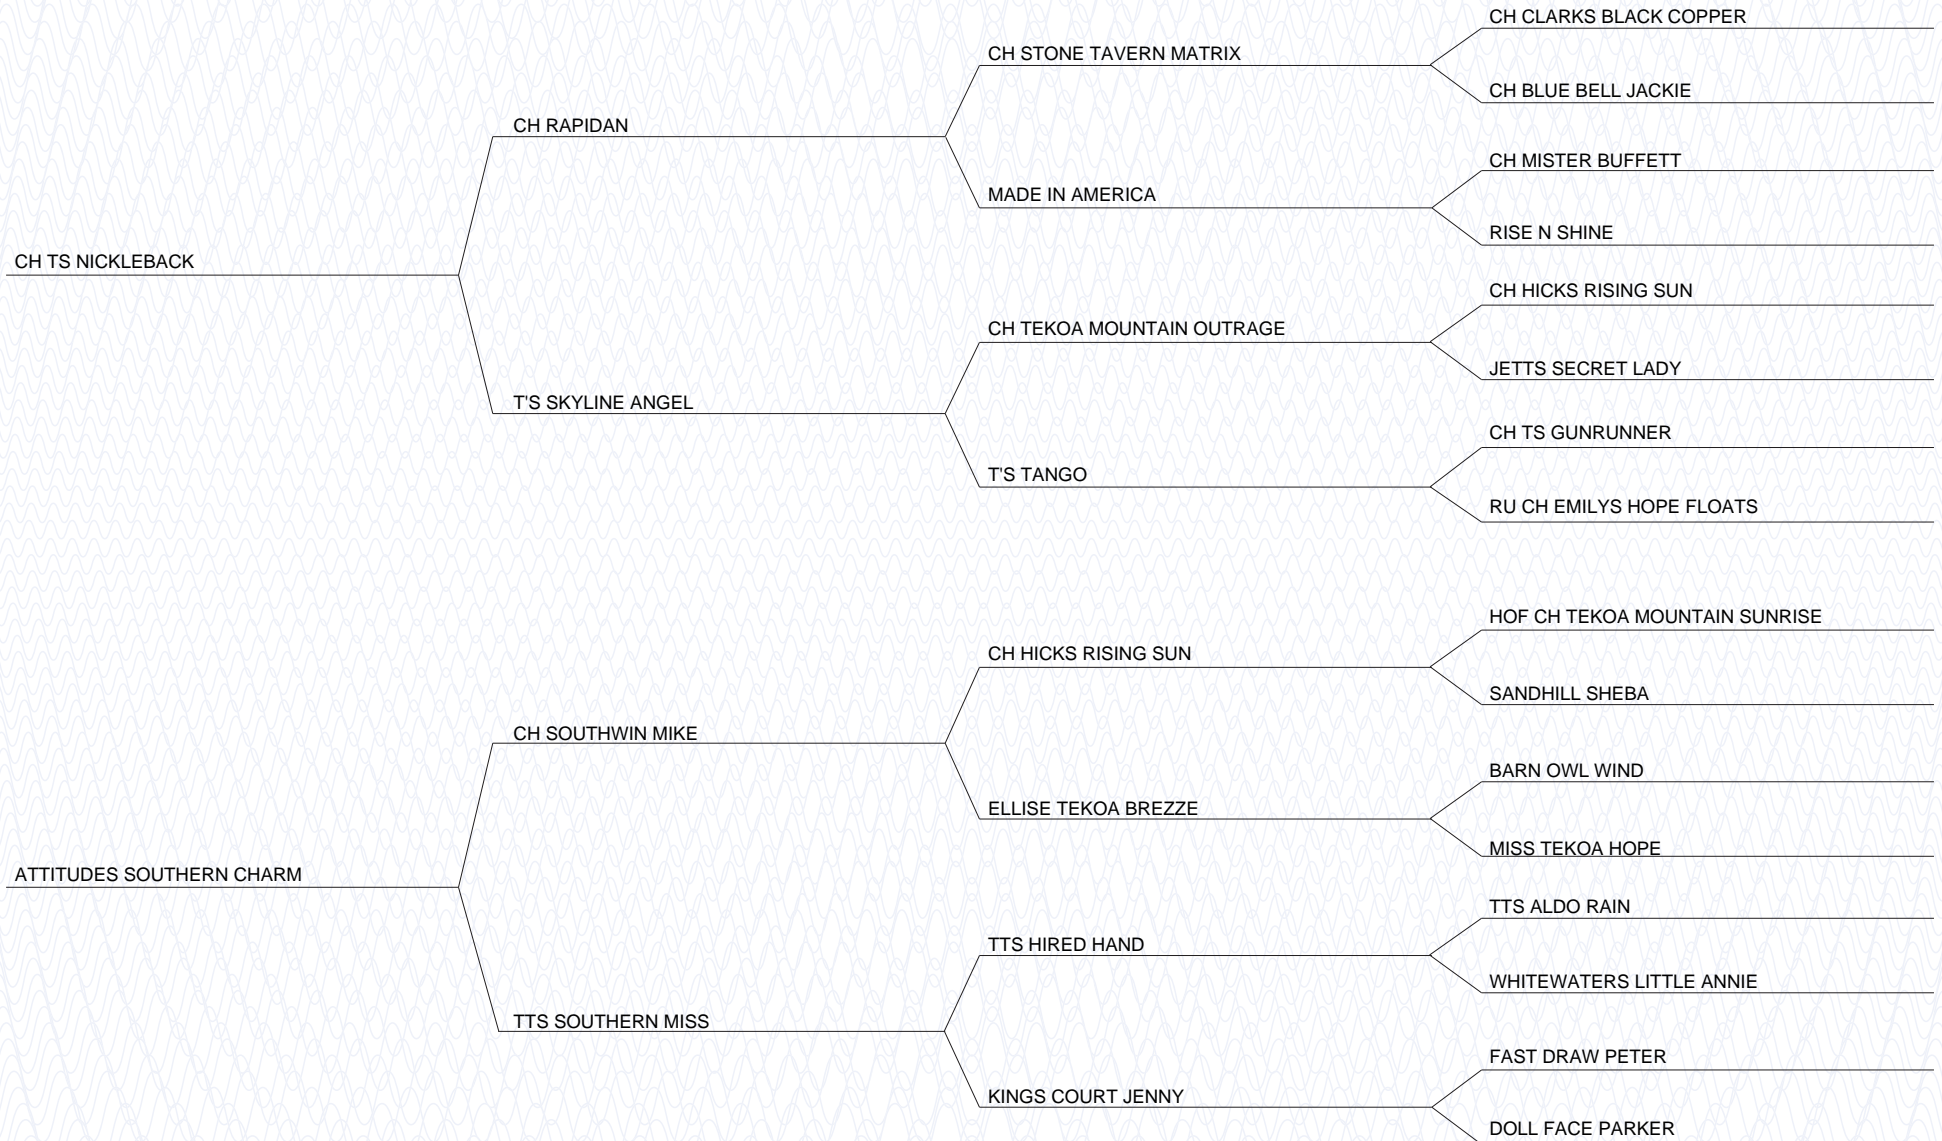 CH CLARKS BLACK COPPER
CH STONE TAVERN MATRIX
CH BLUE BELL JACKIE
CH RAPIDAN
CH MISTER BUFFETT
MADE IN AMERICA
RISE N SHINE
CH TS NICKLEBACK
CH HICKS RISING SUN
CH TEKOA MOUNTAIN OUTRAGE
JETTS SECRET LADY
T'S SKYLINE ANGEL
CH TS GUNRUNNER
T'S TANGO
RU CH EMILYS HOPE FLOATS
HOF CH TEKOA MOUNTAIN SUNRISE
CH HICKS RISING SUN
SANDHILL SHEBA
CH SOUTHWIN MIKE
BARN OWL WIND
ELLISE TEKOA BREZZE
MISS TEKOA HOPE
ATTITUDES SOUTHERN CHARM
TTS ALDO RAIN
TTS HIRED HAND
WHITEWATERS LITTLE ANNIE
TTS SOUTHERN MISS
FAST DRAW PETER
KINGS COURT JENNY
DOLL FACE PARKER